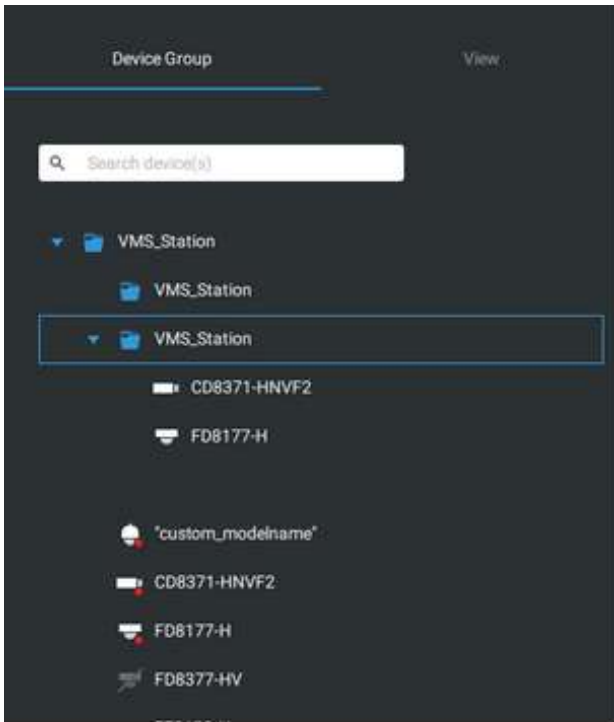 Device Group View
Search device(s)
VMS_Station
VMS_Station
VMS_Station
CD8371-HNVF2
FD8177-H
"custom_modelname"
CD8371-HNVF2
FD8177-H
FD8377-HV